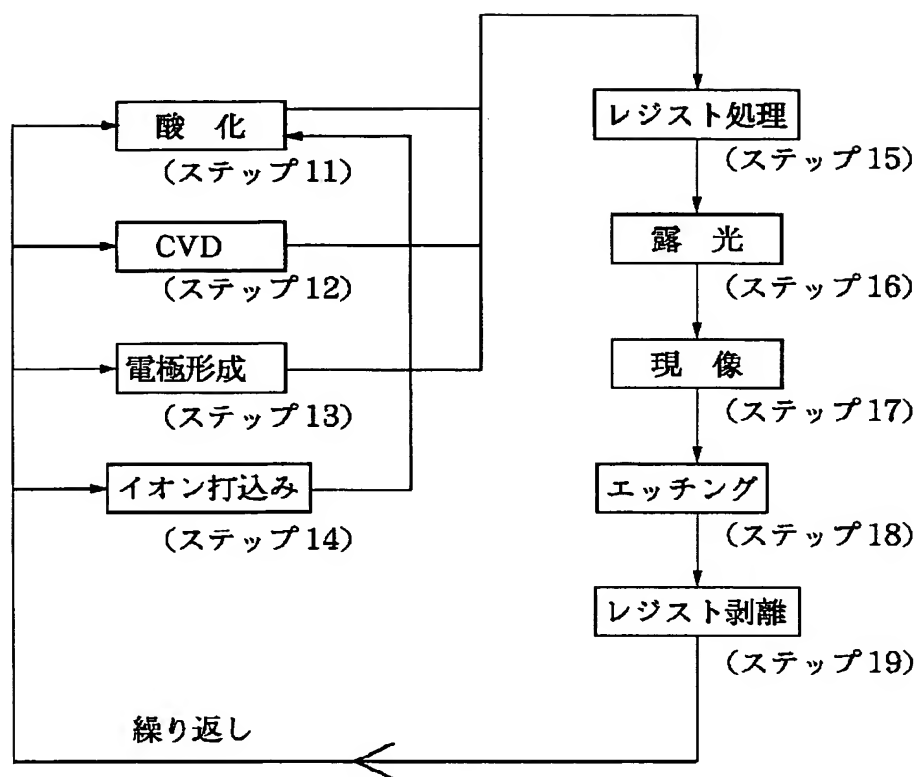 酸 化
(ステップ11)
CVD
(ステップ12)
電極形成
(ステップ13)
イオン打込み
(ステップ14)
レジスト処理
(ステップ15)
露 光
(ステップ16)
現 像
(ステップ17)
エッチング
(ステップ18)
レジスト剥離
(ステップ19)
繰り返し